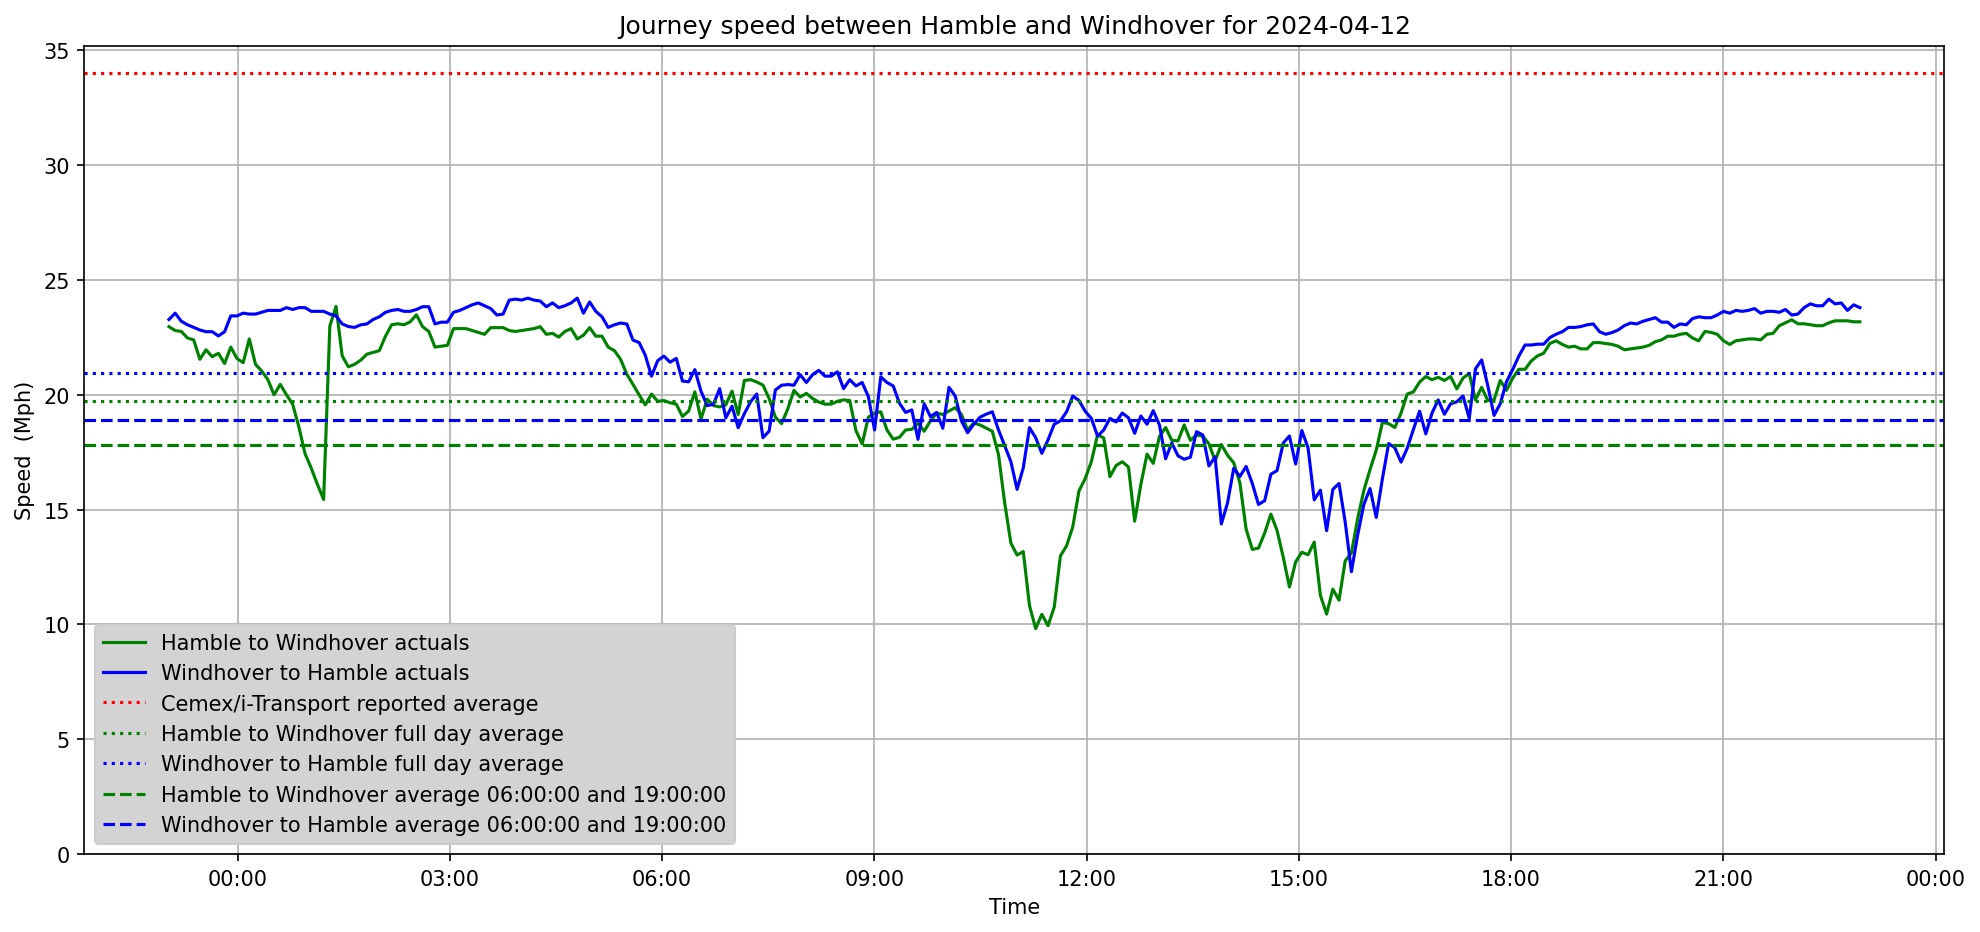 Journey speed between Hamble and Windhover for 2024-04-12
35
30
25
20
15
10
5
0
Speed (Mph)
Hamble to Windhover actuals
Windhover to Hamble actuals
Cemex/i-Transport reported average
Hamble to Windhover full day average
Windhover to Hamble full day average
Hamble to Windhover average 06:00:00 and 19:00:00
Windhover to Hamble average 06:00:00 and 19:00:00
00:00 03:00 06:00 09:00 12:00 15:00 18:00 21:00 00:00
Time